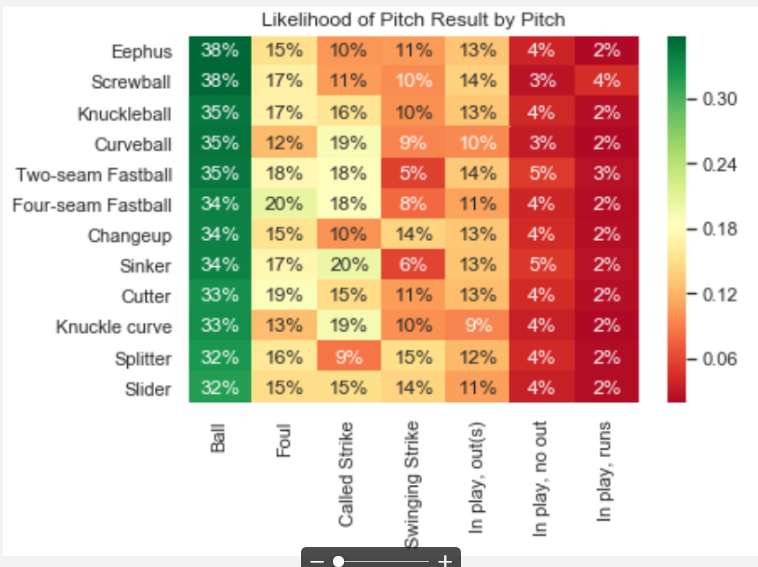 Likelihood of Pitch Result by Pitch
Eephus 38% 15% 10% 11% 13% 4% 2%
Screwball 38% 17% 11% 10% 14% 3% 4%
Knuckleball 35% 17% 16% 10% 13% 4% 2%
Curveball 35% 12% 19% 9% 10% 3% 2%
Two-seam Fastball 35% 18% 18% 5% 14% 5% 3%
Four-seam Fastball 34% 20% 18% 8% 11% 4% 2%
Changeup 34% 15% 10% 14% 13% 4% 2%
Sinker 34% 17% 20% 6% 13% 5% 2%
Cutter 33% 19% 15% 11% 13% 4% 2%
Knuckle curve 33% 13% 19% 10% 9% 4% 2%
Splitter 32% 16% 9% 15% 12% 4% 2%
Slider 32% 15% 15% 14% 11% 4% 2%
Ball
Foul
Called Strike
Swinging Strike
In play, out(s)
In play, no out
In play, runs
0.30
0.24
0.18
0.12
0.06